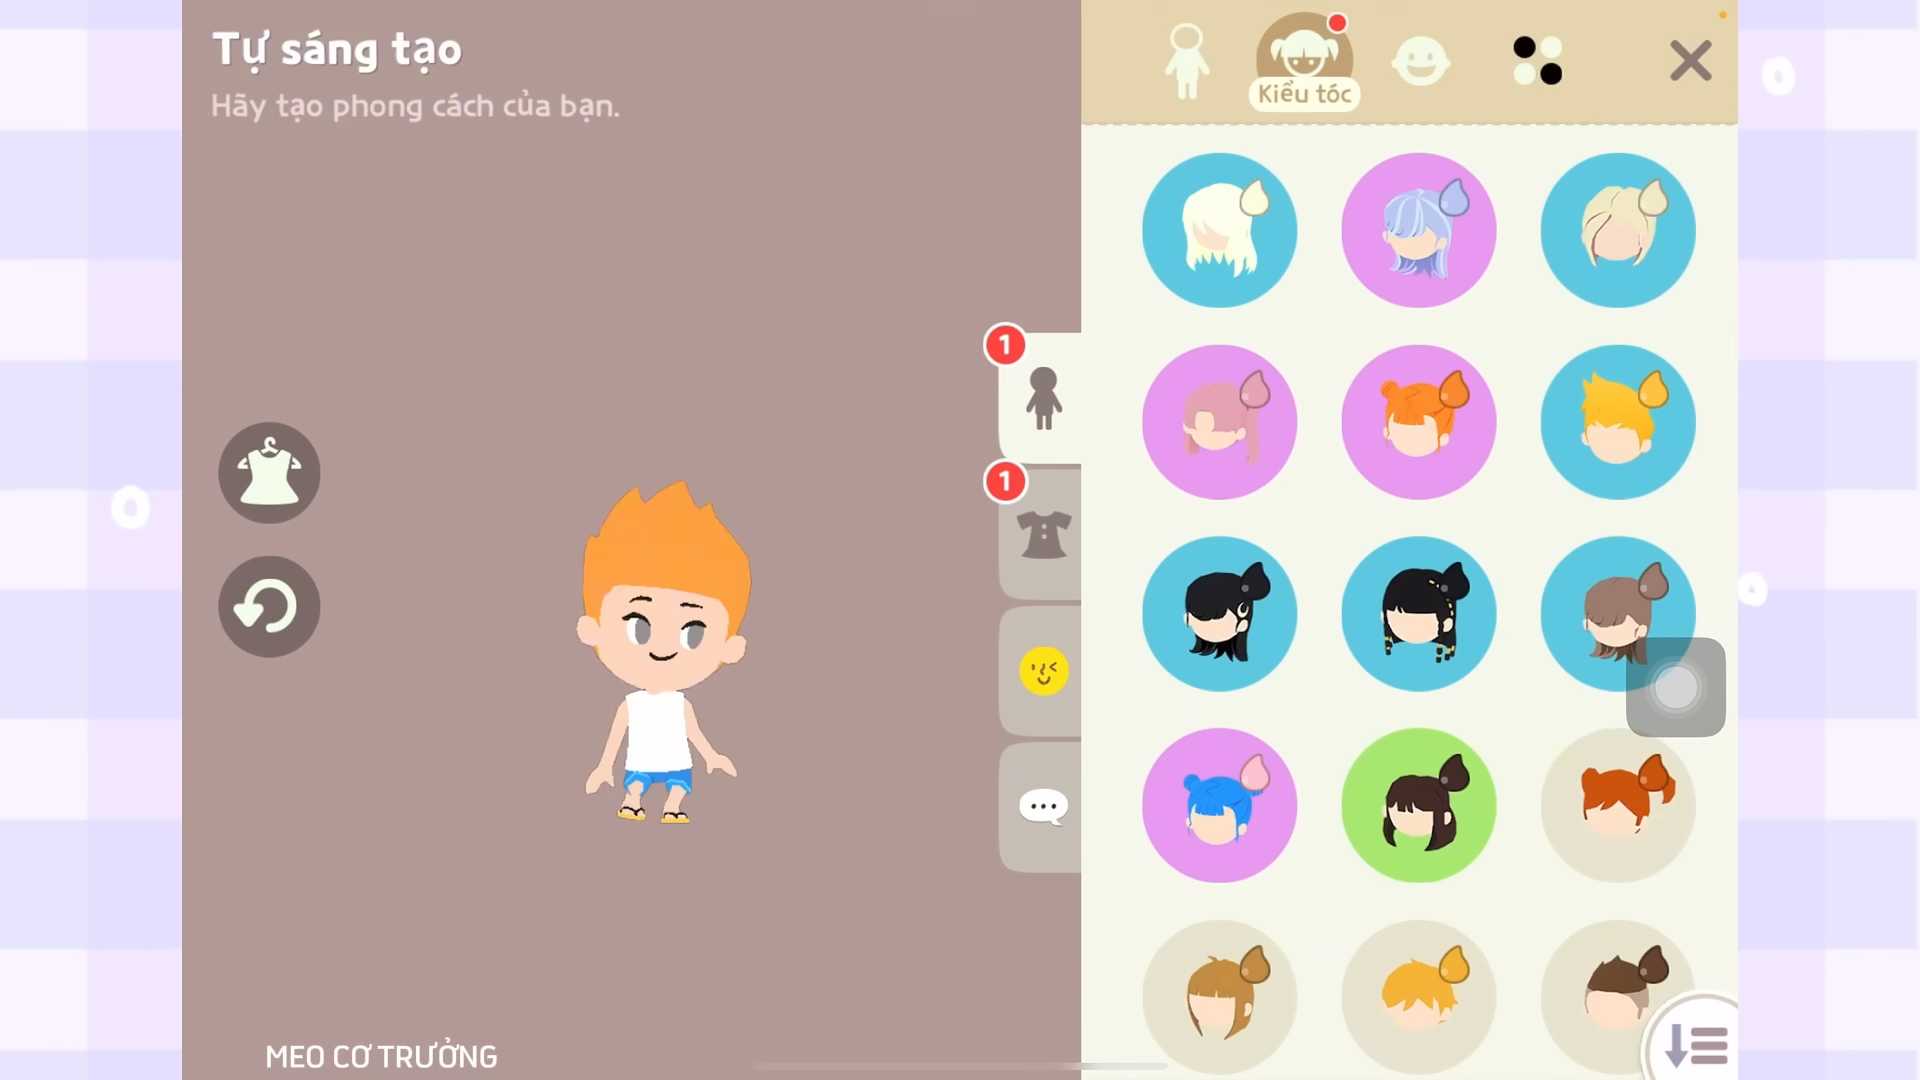 Tự sáng tạo
Hãy tạo phong cách của bạn.
Kiểu tóc
1
1
MEO CƠ TRƯỞNG